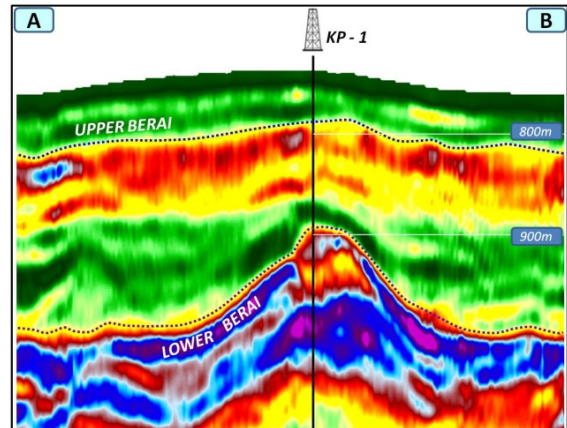 A
B
KP - 1
UPPER BERAI
800m
900m
LOWER BERAI